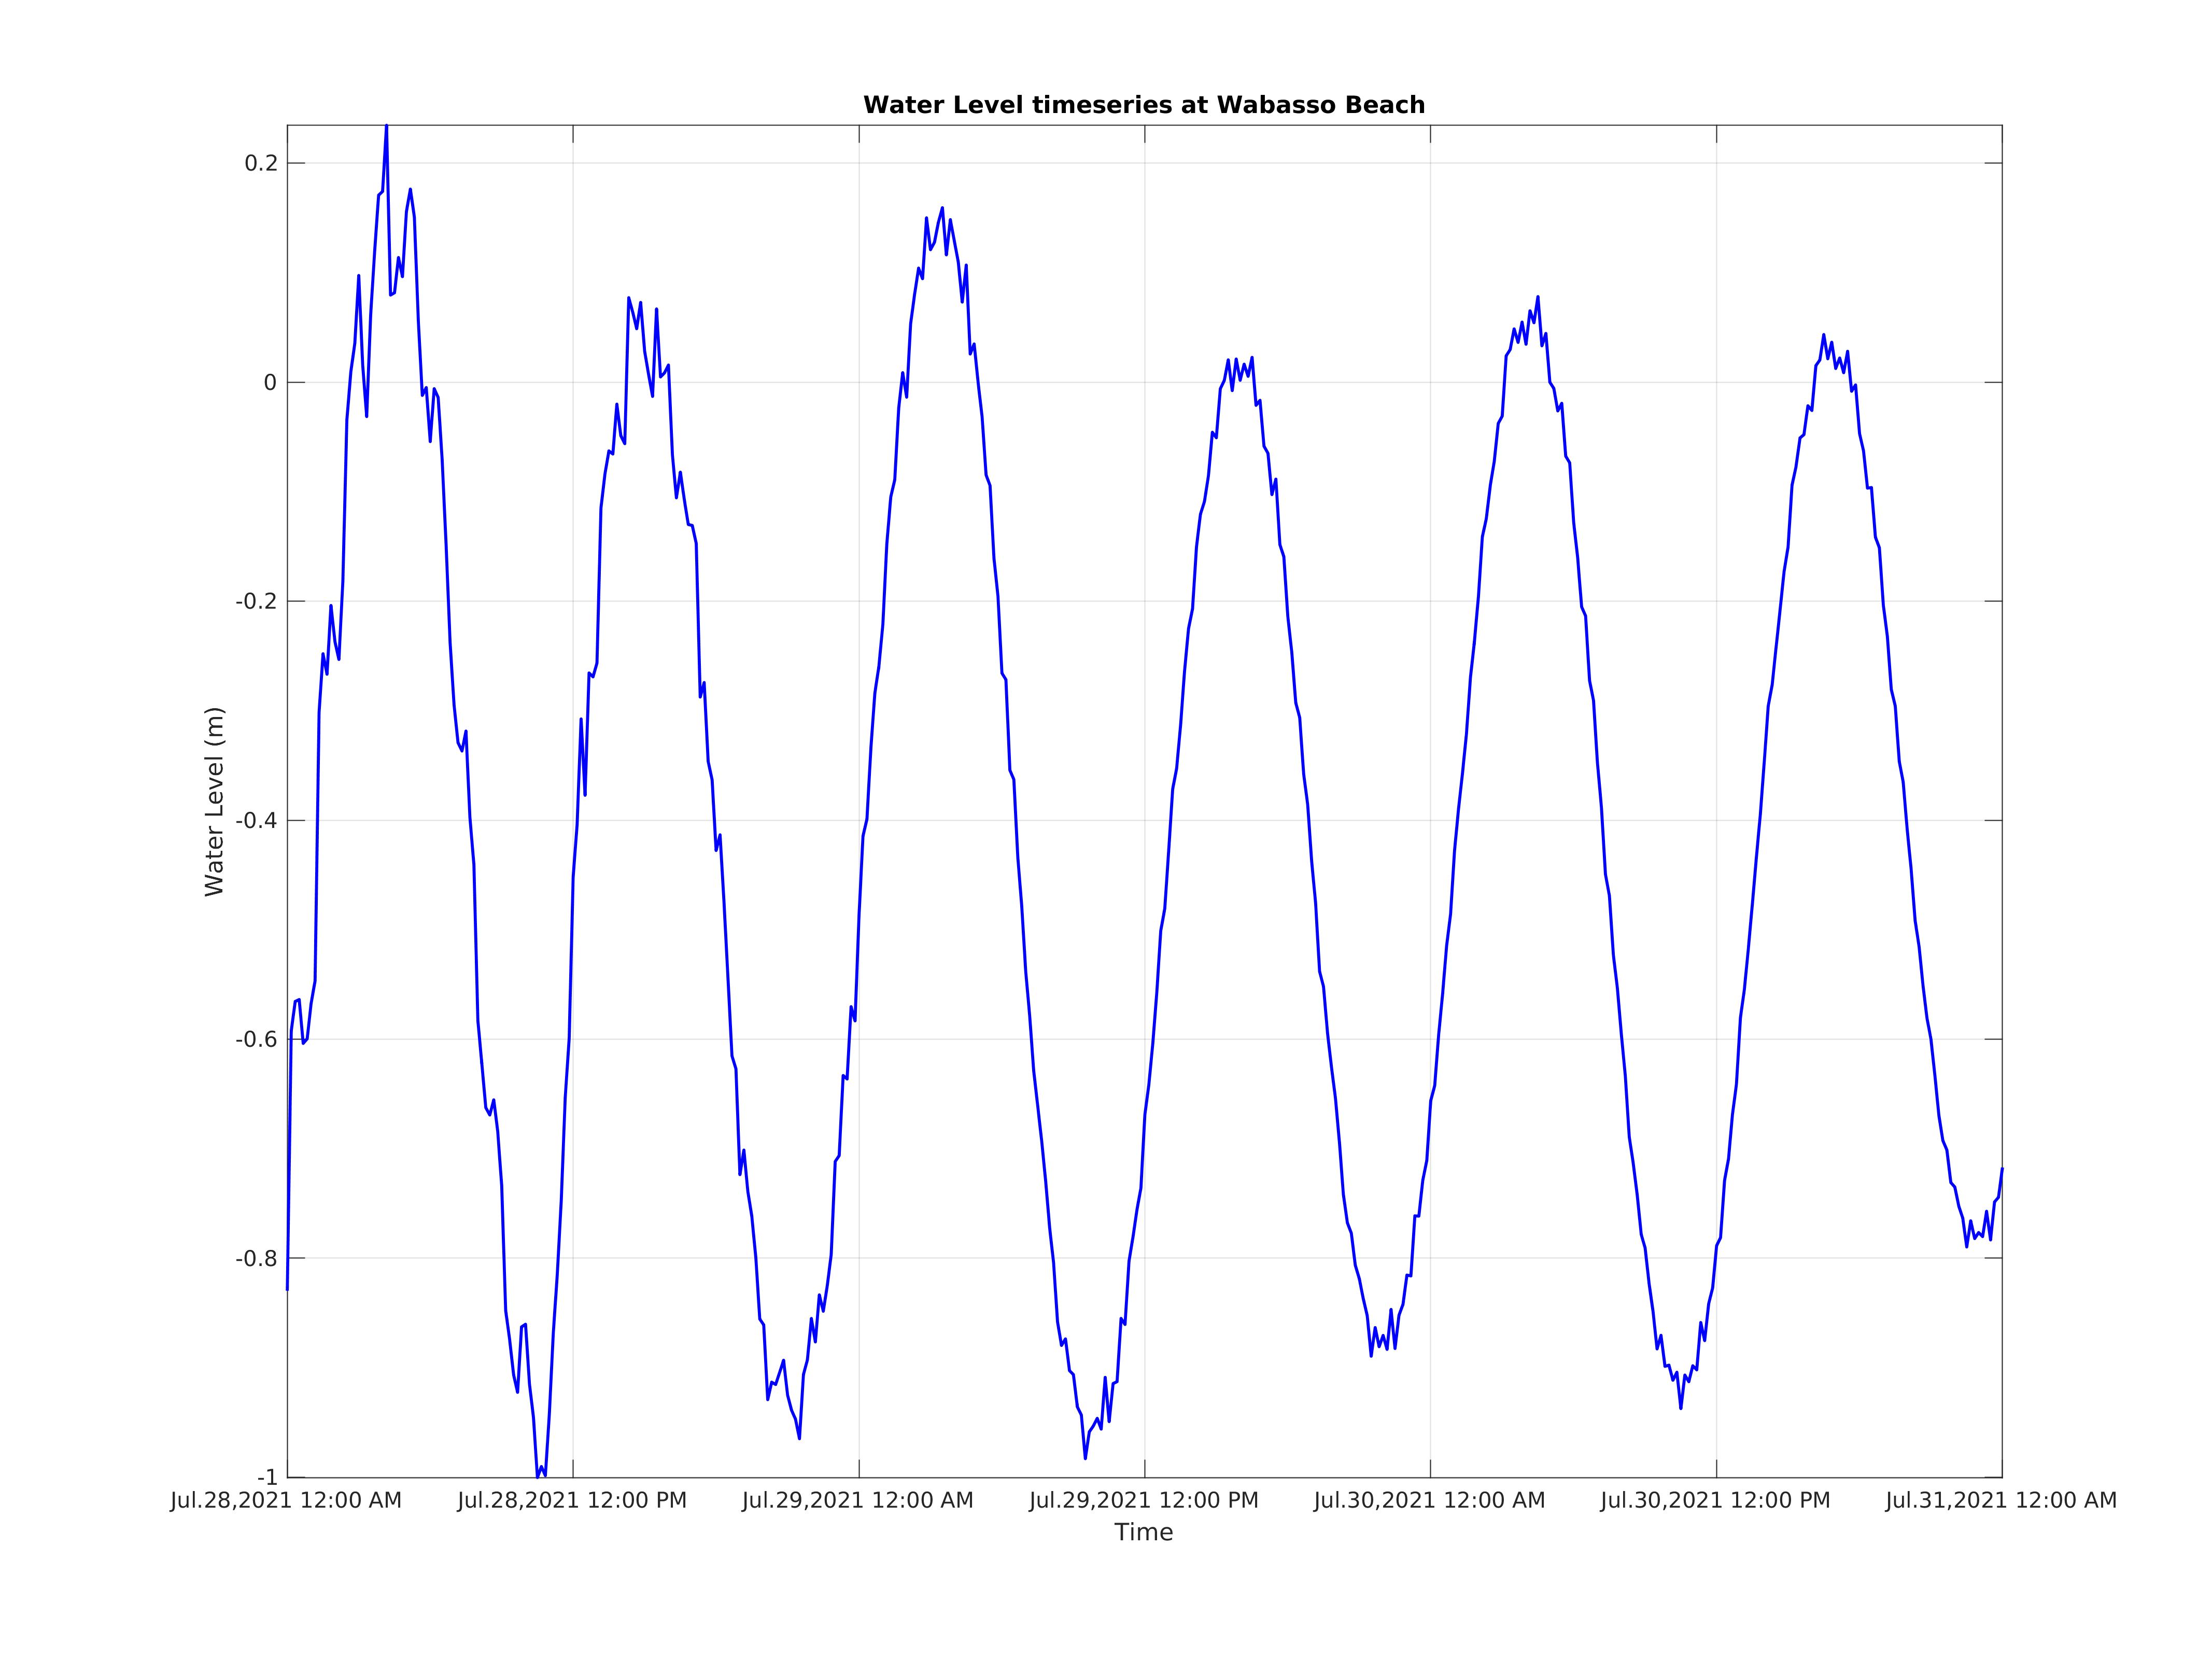 Water Level timeseries at Wabasso Beach
0.2
0
-0.2
-0.4
-0.6
-0.8
-1
Water Level (m)
Jul.28,2021 12:00 AM
Jul.28,2021 12:00 PM
Jul.29,2021 12:00 AM
Jul.29,2021 12:00 PM
Jul.30,2021 12:00 AM
Jul.30,2021 12:00 PM
Jul.31,2021 12:00 AM
Time